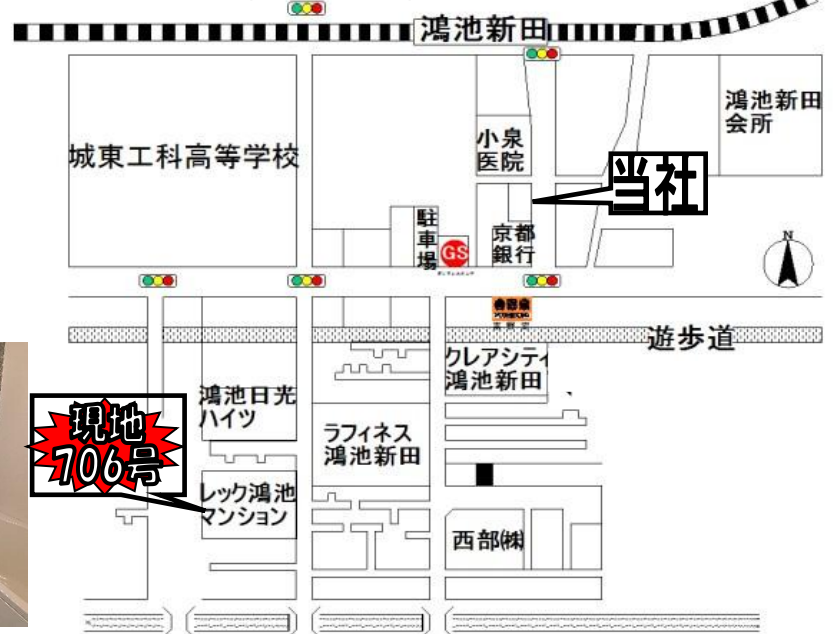 鴻池新田
鴻池新田
会所
城東工科高等学校
小泉
医院
当社
駐車場
GS
京都
銀行
N
吉野家
遊歩道
クレアシティ
鴻池新田
鴻池日光
ハイツ
現地
706号
ラフィネス
鴻池新田
レック鴻池
マンション
西部㈱